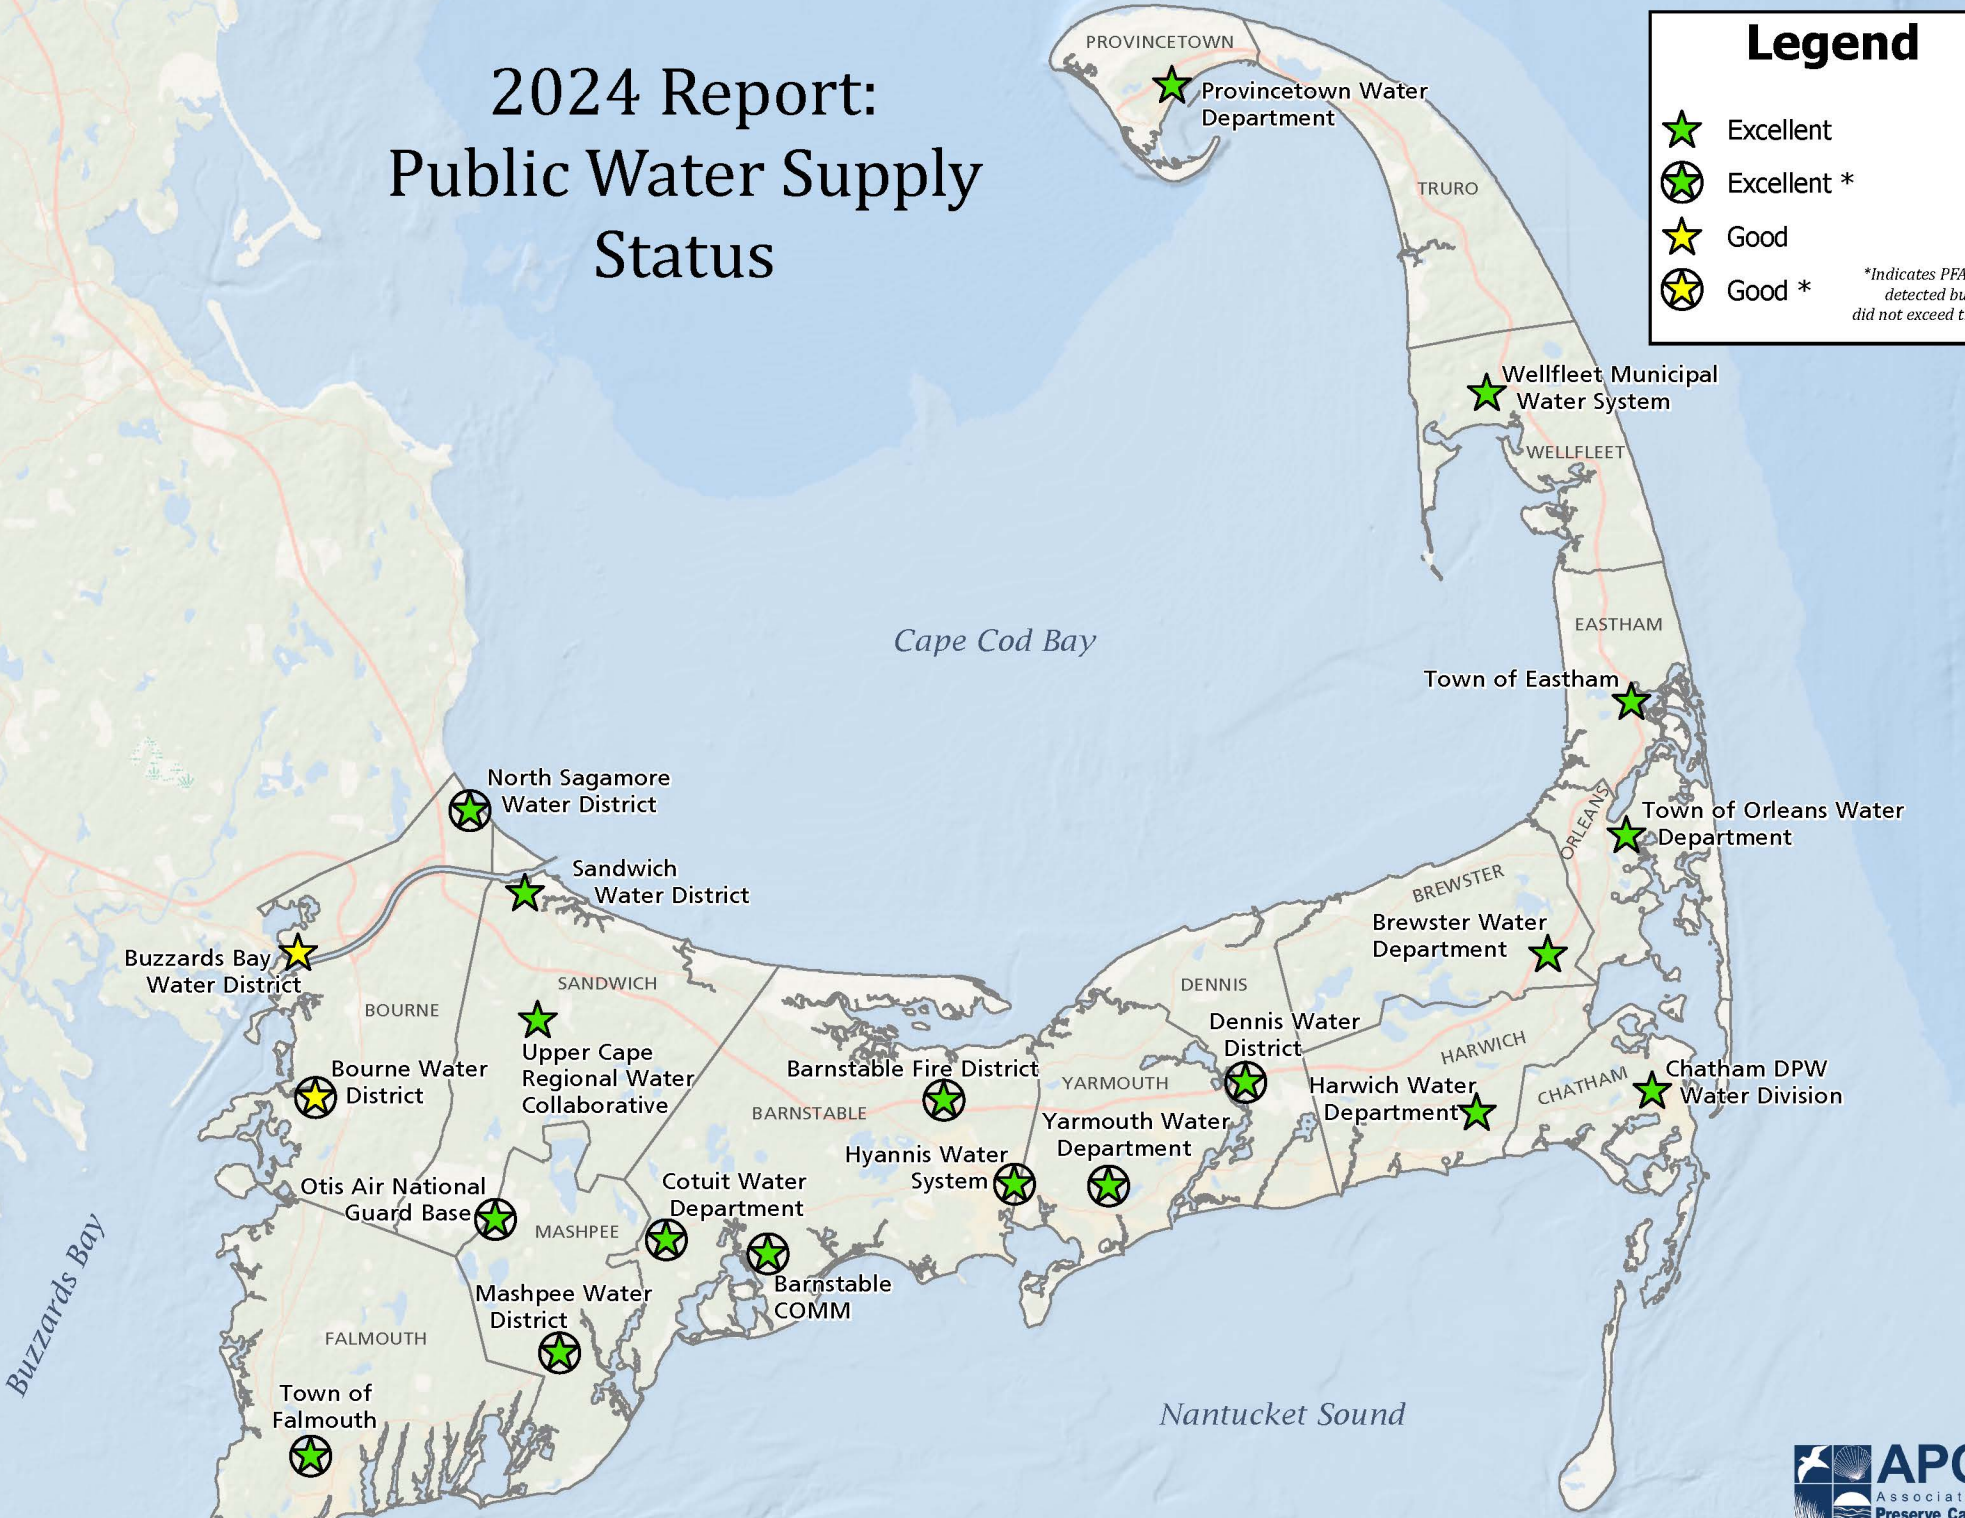 2024 Report:
Public Water Supply
Status
Legend
Excellent
Excellent *
Good
Good *
*Indicates
detected
did not exceed
PROVINCETOWN
Provincetown Water
Department
TRURO
Wellfleet Municipal
Water System
WELLFLEET
EASTHAM
Cape Cod Bay
Town of Eastham
North Sagamore
Water District
ORLEANS
Town of Orleans Water
Department
Sandwich
Water District
BREWSTER
Brewster Water
Department
Buzzards Bay
Water District
SANDWICH
DENNIS
BOURNE
Dennis Water
District
Upper Cape
Regional Water
Collaborative
HARWICH
Bourne Water
District
Barnstable Fire District
YARMOUTH
Harwich Water
Department
CHATHAM
Chatham DPW
Water Division
BARNSTABLE
Yarmouth Water
Department
Hyannis Water
System
Otis Air National
Guard Base
Cotuit Water
Department
MASHPEE
Buzzards Bay
Mashpee Water
District
Barnstable
COMM
FALMOUTH
Town of
Falmouth
Nantucket Sound
Preserve